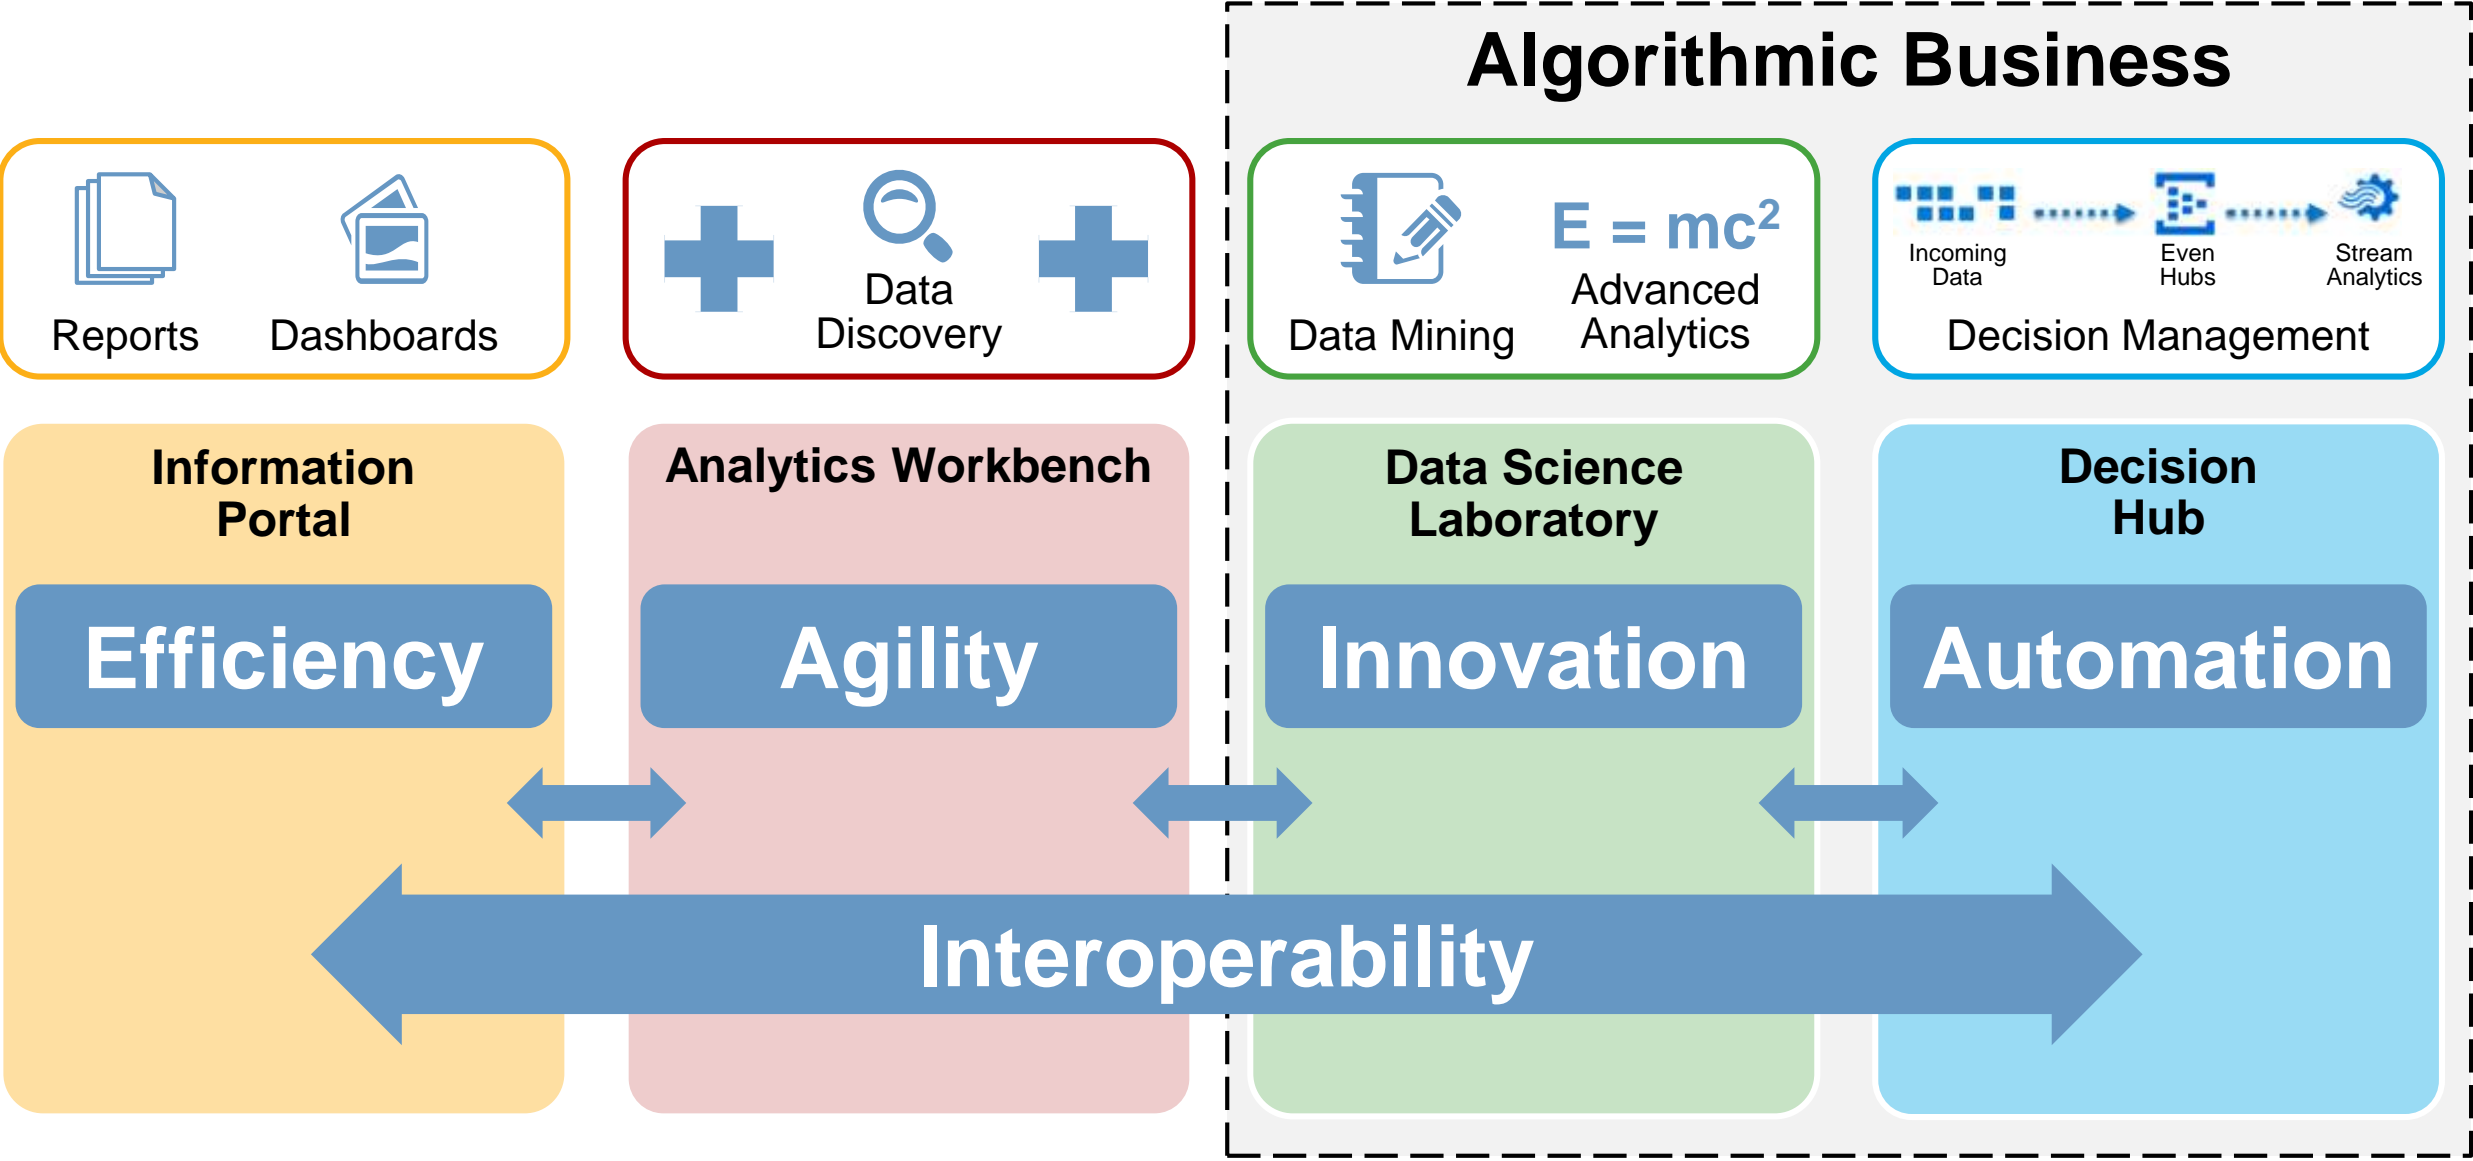 Algorithmic Business
Reports
Dashboards
Data
Discovery
Data Mining
E = mc²
Advanced
Analytics
Incoming
Data
Even
Hubs
Stream
Analytics
Decision Management
Information
Portal
Analytics Workbench
Data Science
Laboratory
Decision
Hub
Efficiency
Agility
Innovation
Automation
Interoperability